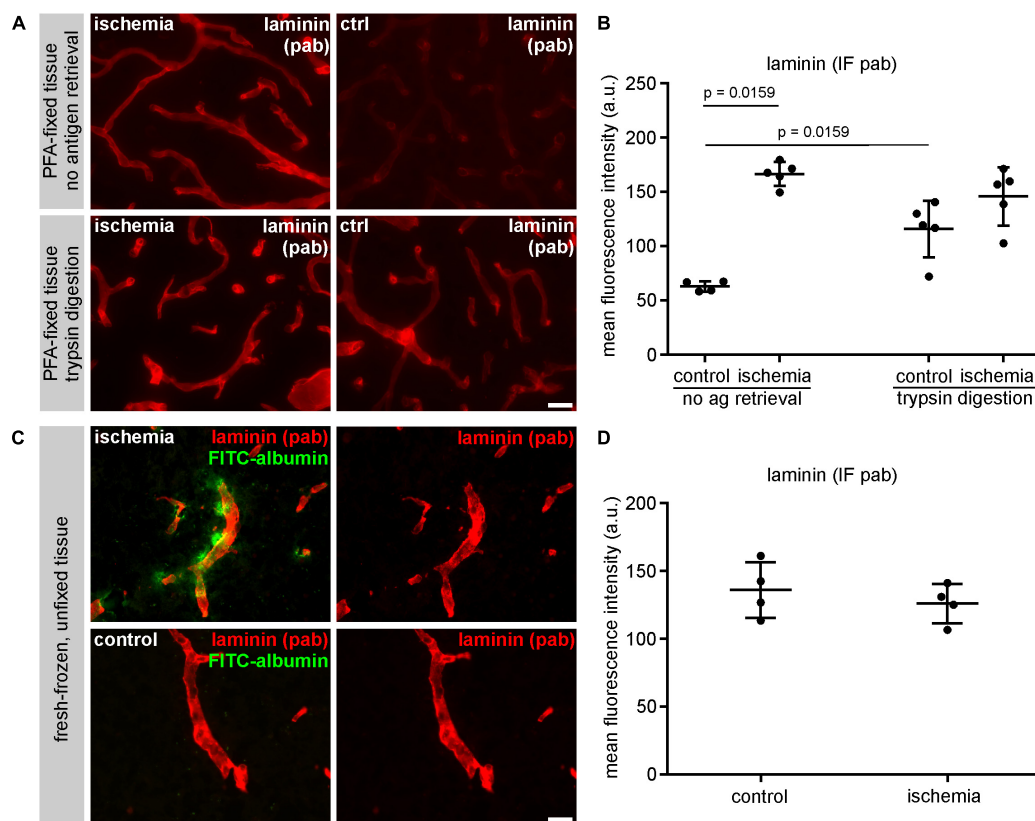 A
PFA-fixed tissue
no antigen retrieval
ischemia
laminin
(pab)
ctrl
laminin
(pab)
PFA-fixed tissue
trypsin digestion
ischemia
laminin
(pab)
ctrl
laminin
(pab)
B
laminin (IF pab)
mean fluorescence intensity (a.u.)
250
200
150
100
50
0
p = 0.0159
p = 0.0159
control ischemia
no ag retrieval
control ischemia
trypsin digestion
C
fresh-frozen, unfixed tissue
ischemia
laminin (pab)
FITC-albumin
laminin (pab)
control
laminin (pab)
FITC-albumin
laminin (pab)
D
laminin (IF pab)
mean fluorescence intensity (a.u.)
200
150
100
50
0
control
ischemia